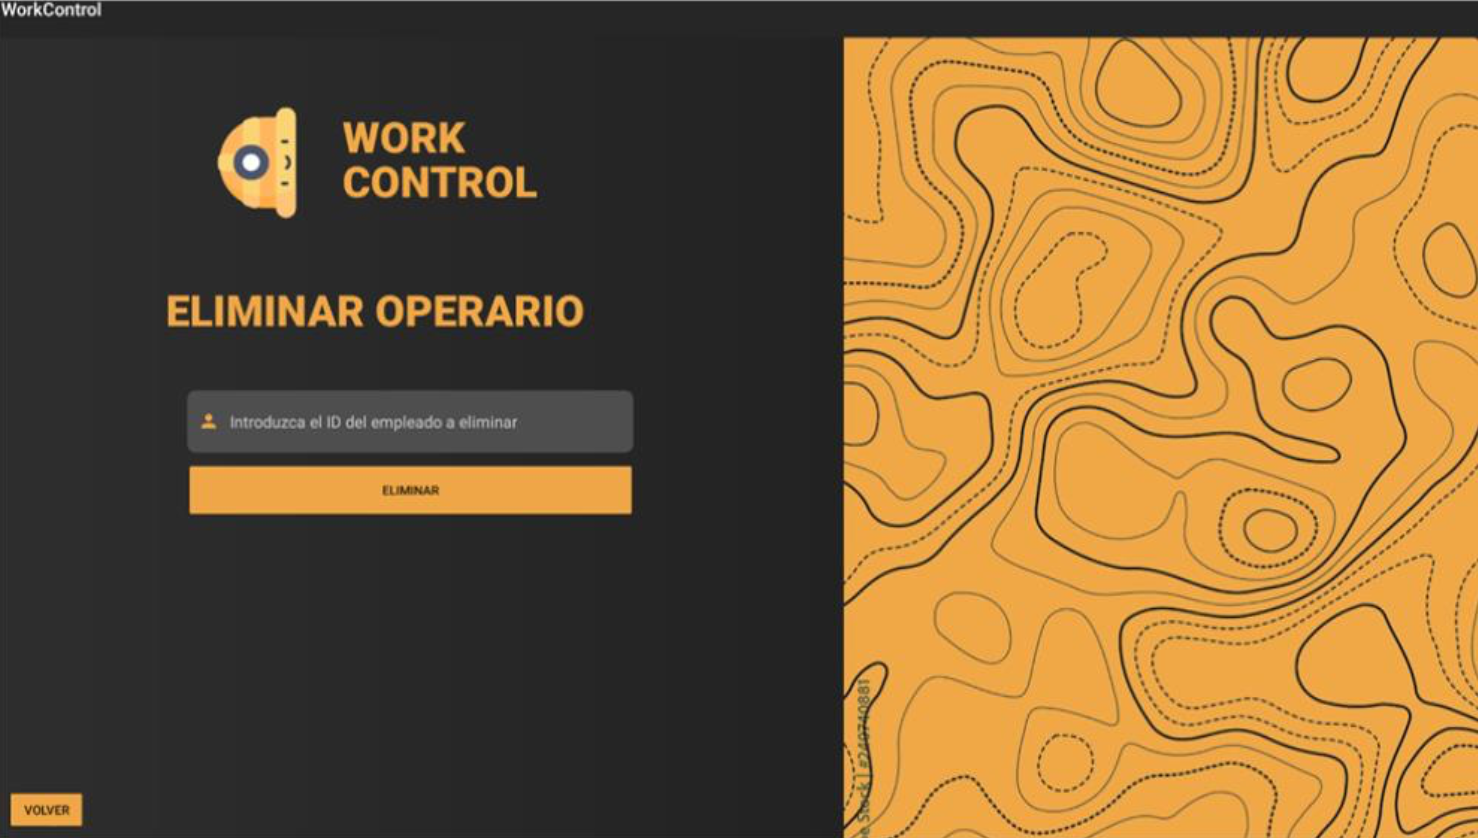 WorkControl
WORK
CONTROL
ELIMINAR OPERARIO
Introduzca el ID del empleado a eliminar
ELIMINAR
VOLVER
Stock | #240740881